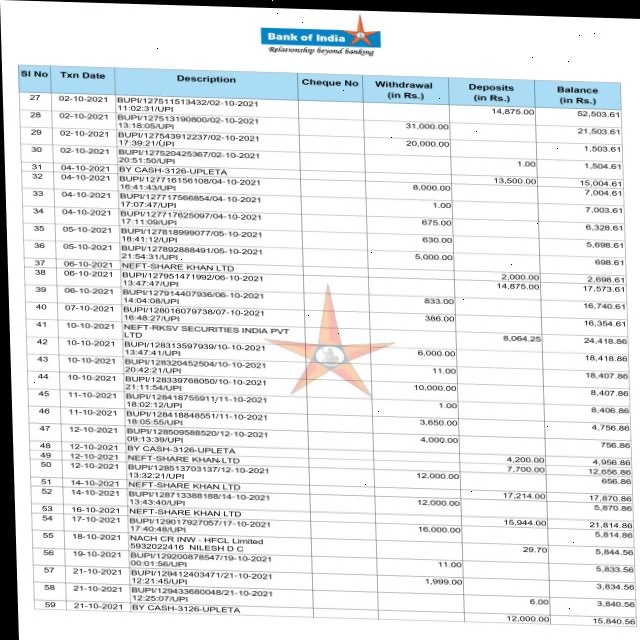 Bank of India
Relationship beyond banking
Sl No Txn Date Description Cheque No Withdrawal (in Rs.) Deposits (in Rs.) Balance (in Rs.)
27 02-10-2021 BUPI/127511513432/02-10-2021 14,875.00 52,503.61
11:02:31/UPI
28 02-10-2021 BUPI/127513190800/02-10-2021 31,000.00 21,503.61
13:18:05/UPI
29 02-10-2021 BUPI/127543912237/02-10-2021 20,000.00 1,503.61
17:39:21/UPI
30 02-10-2021 BUPI/127520425367/02-10-2021 1.00 1,504.61
20:51:50/UPI
31 04-10-2021 BY CASH-3126-UPLETA 13,500.00 15,004.61
32 04-10-2021 BUPI/127716156108/04-10-2021 8,000.00 7,004.61
16:41:43/UPI
33 04-10-2021 BUPI/127717566854/04-10-2021 1.00 7,003.61
17:07:47/UPI
34 04-10-2021 BUPI/127717625097/04-10-2021 675.00 6,328.61
17:11:09/UPI
35 05-10-2021 BUPI/127818999077/05-10-2021 630.00 5,698.61
18:41:12/UPI
36 05-10-2021 BUPI/127892888491/05-10-2021 5,000.00 698.61
21:54:31/UPI .
37 06-10-2021 NEFT-SHARE KHAN LTD 2,000.00 2,698.61
38 06-10-2021 BUPI/127951471992/06-10-2021 14,875.00 17,573.61
13:47:47/UPI
39 06-10-2021 BUPI/127914407936/06-10-2021 833.00 16,740.61
14:04:08/UPI
40 07-10-2021 BUPI/128016079738/07-10-2021 386.00 16,354.61
16:48:27/UPI
41 10-10-2021 NEFT-RKSV SECURITIES INDIA PVT 8,064.25 24,418.86
LTD
42 10-10-2021 BUPI/128313597939/10-10-2021 6,000.00 18,418.86
13:47:41/UPI
43 10-10-2021 BUPI/128320452504/10-10-2021 11.00 18,407.86
20:42:21/UPI
44 10-10-2021 BUPI/128339768050/10-10-2021 10,000.00 8,407.86
21:11:54/UPI
45 11-10-2021 BUPI/128418755911/11-10-2021 1.00 8,406.86
18:02:12/UPI
46 11-10-2021 BUPI/128418848551/11-10-2021 3,650.00 4,756.86
18:05:55/UPI
47 12-10-2021 BUPI/128509588520/12-10-2021 4,000.00 756.86
09:13:39/UPI
48 12-10-2021 BY CASH-3126-UPLETA 4,200.00 4,956.86
49 12-10-2021 NEFT-SHARE KHAN LTD 7,700.00 12,656.86
50 12-10-2021 BUPI/128513703137/12-10-2021 12,000.00 656.86
13:32:21/UPI
51 14-10-2021 NEFT-SHARE KHAN LTD 17,214.00 17,870.86
52 14-10-2021 BUPI/128713388188/14-10-2021 12,000.00 5,870.86
13:43:40/UPI
53 16-10-2021 NEFT-SHARE KHAN LTD 15,944.00 21,814.86
54 17-10-2021 BUPI/129017927057/17-10-2021 16,000.00 5,814.86
17:40:48/UPI
55 18-10-2021 NACH CR INW - HFCL Limited 29.70 5,844.56
5932022416 NILESH D C
56 19-10-2021 BUPI/129200878547/19-10-2021 11.00 5,833.56
00:01:56/UPI
57 21-10-2021 BUPI/129412403471/21-10-2021 1,999.00 3,834.56
12:21:45/UPI
58 21-10-2021 BUPI/129433680048/21-10-2021 6.00 3,840.56
12:25:07/UPI
59 21-10-2021 BY CASH-3126-UPLETA 12,000.00 15,840.56